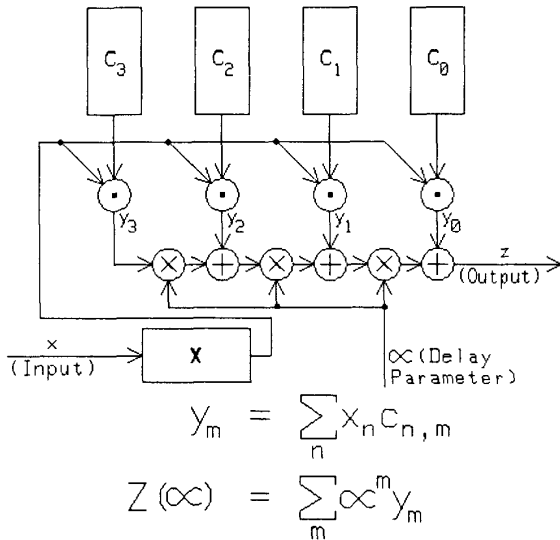 C₃ C₂ C₁ C₀
y₃ y₂ y₁ y₀
z
(Output)
x
(Input)
X
∝(Delay
Parameter)
yₘ = ∑ₙ xₙ cₙ,ₘ
Z(∝) = ∑ₘ ∝ᵐ yₘ